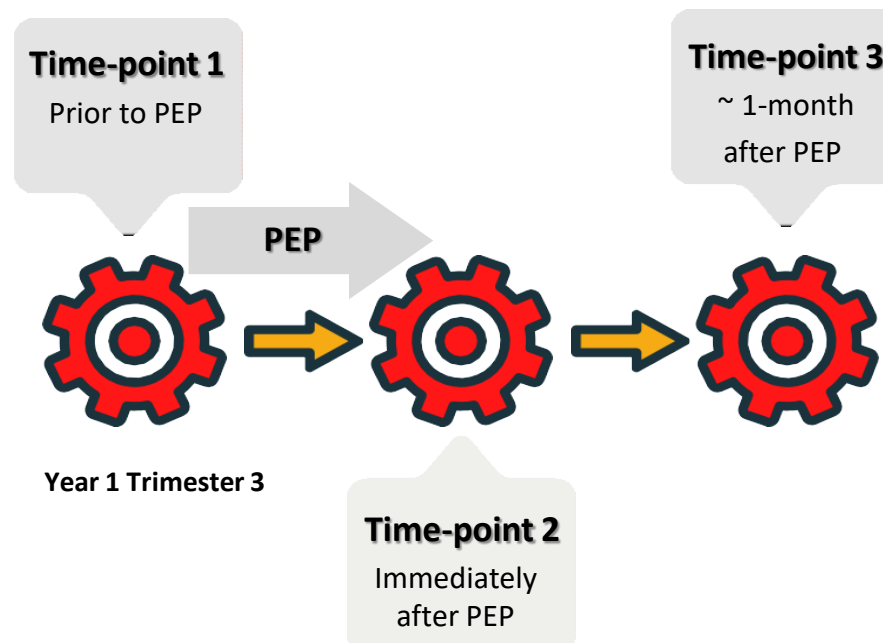 Time-point 1
Prior to PEP
Time-point 3
~ 1-month
after PEP
PEP
Year 1 Trimester 3
Time-point 2
Immediately
after PEP